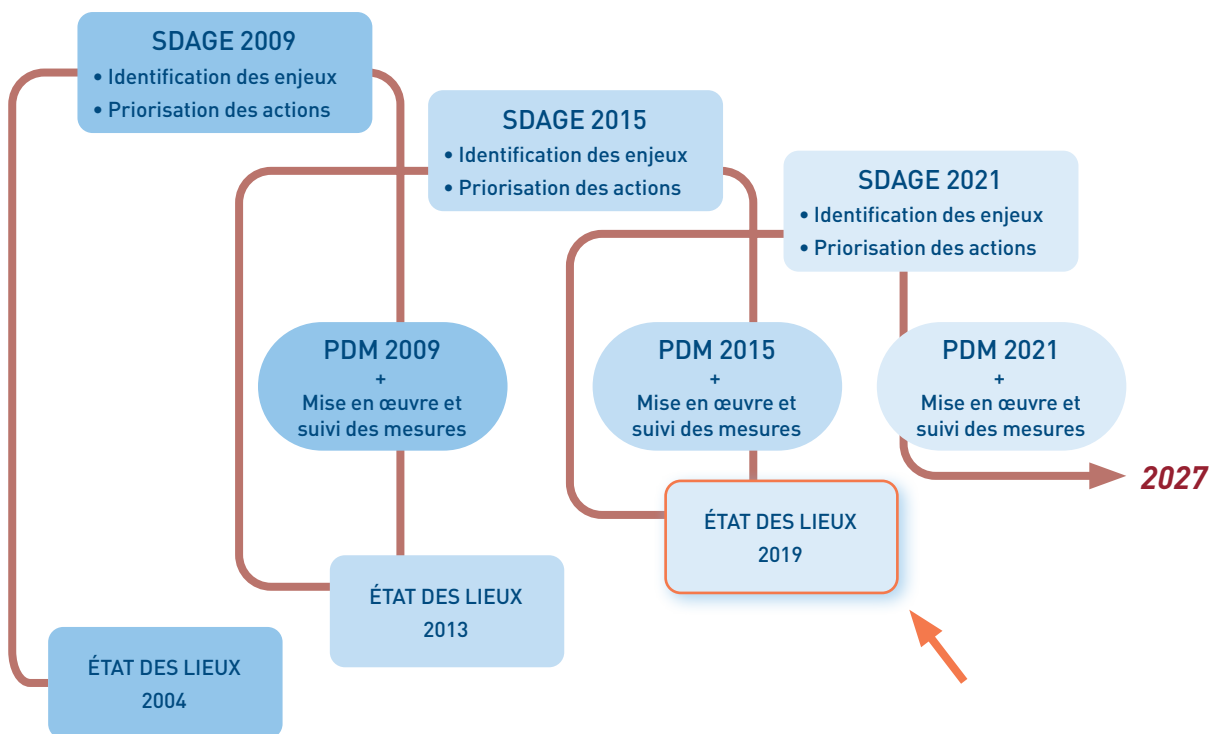 SDAGE 2009
• Identification des enjeux
• Priorisation des actions
SDAGE 2015
• Identification des enjeux
• Priorisation des actions
SDAGE 2021
• Identification des enjeux
• Priorisation des actions
PDM 2009
+
Mise en œuvre et
suivi des mesures
PDM 2015
+
Mise en œuvre et
suivi des mesures
PDM 2021
+
Mise en œuvre et
suivi des mesures
2027
ÉTAT DES LIEUX
2019
ÉTAT DES LIEUX
2013
ÉTAT DES LIEUX
2004